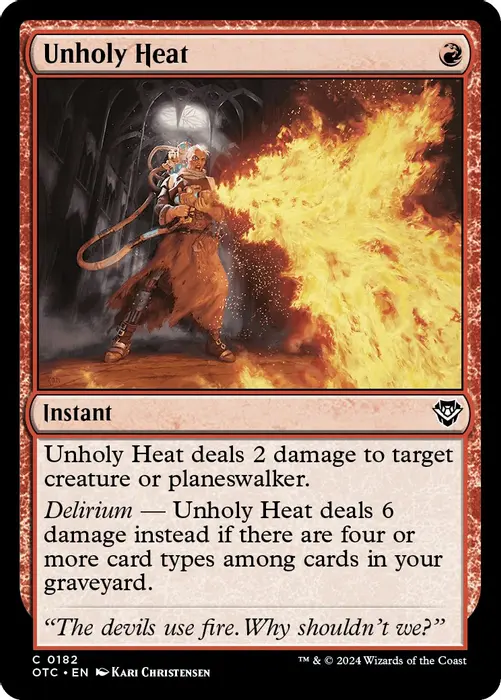 Unholy Heat
Instant
Unholy Heat deals 2 damage to target
creature or planeswalker.
Delirium — Unholy Heat deals 6
damage instead if there are four or
more card types among cards in your
graveyard.
“The devils use fire. Why shouldn’t we?”
C 0182
OTC • EN Kari Christensen
™ & © 2024 Wizards of the Coast